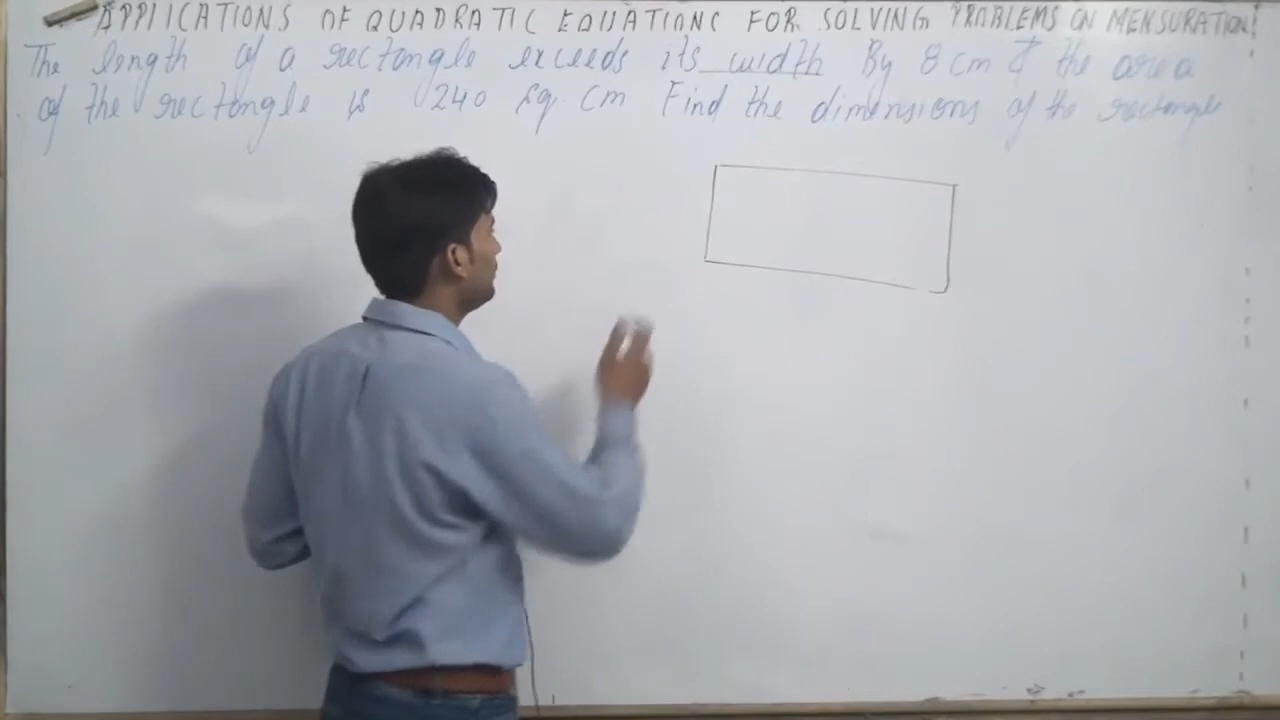 APPLICATIONS OF QUADRATIC EQUATIONS FOR SOLVING PROBLEMS ON MENSURATION!
The length of a rectangle exceeds its width By 8 cm & the area
of the rectangle is 240 Sq. Cm Find the dimensions of the rectangle